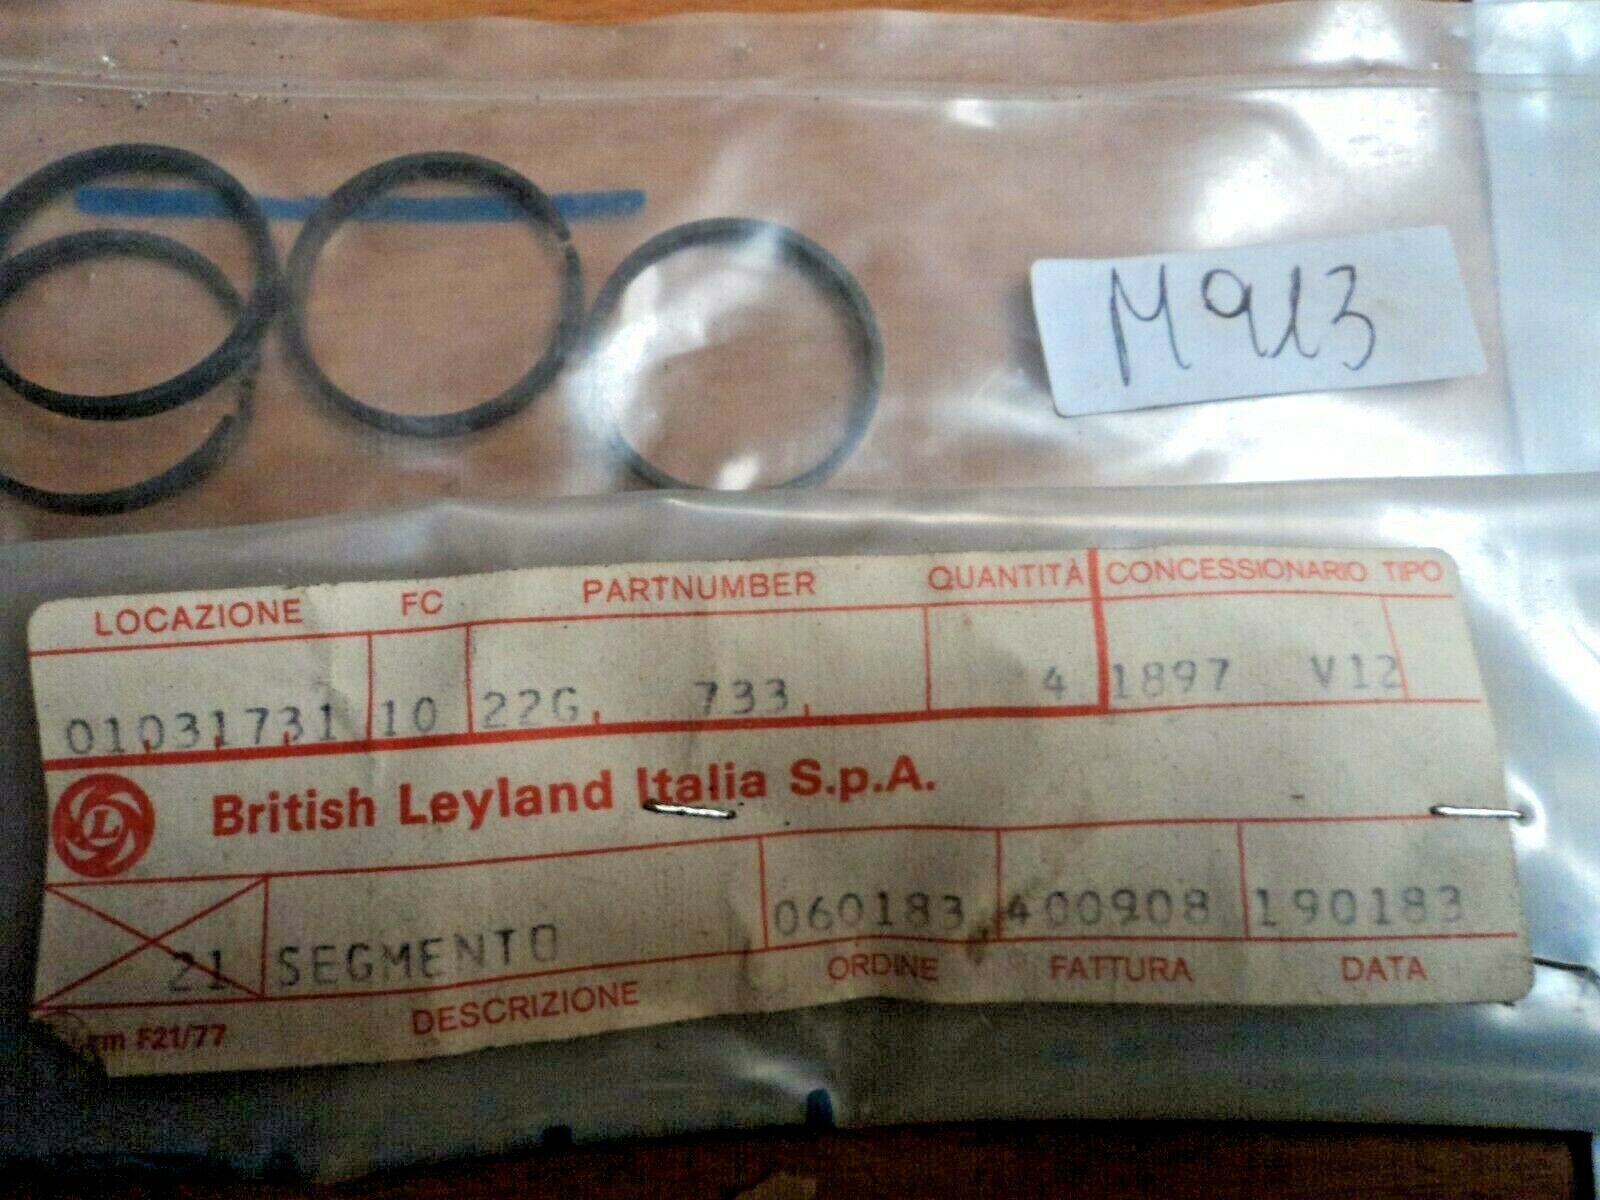 M913
LOCAZIONE FC PARTNUMBER QUANTITÀ CONCESSIONARIO TIPO
01031731 10 22G 733 4 1897 V12
L British Leyland Italia S.p.A.
21 SEGMENTO 060183 400908 190183
DESCRIZIONE ORDINE FATTURA DATA
F21/77